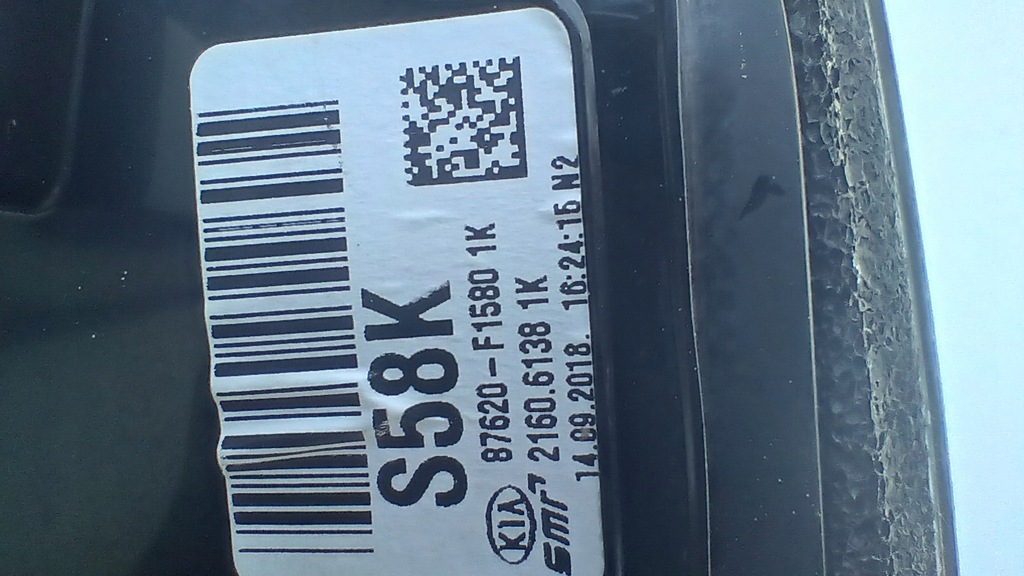 S58K
KIA 87620-F1580 1K
smr 2160.6138 1K
14.09.2018. 16:24:15 N2